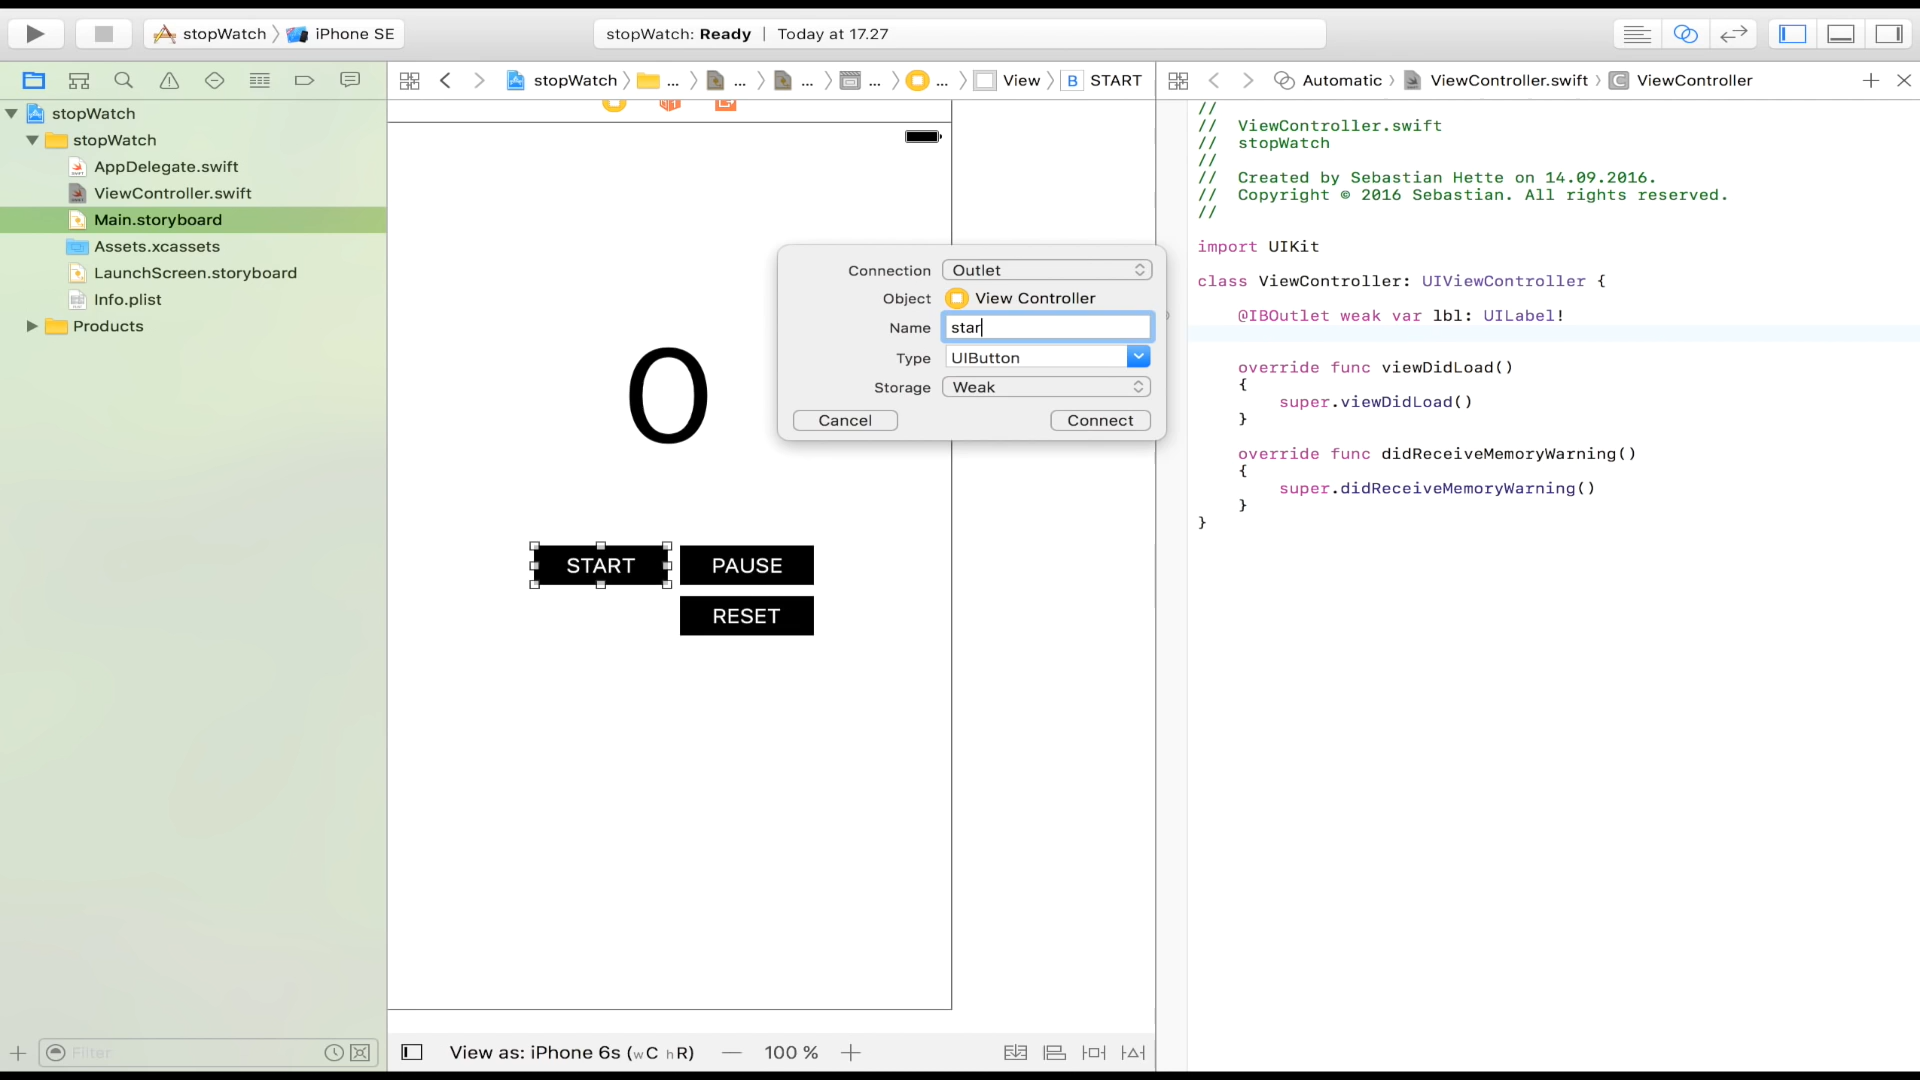 stopWatch iPhone SE
stopWatch: Ready | Today at 17.27
stopWatch ... ... ... ... ... View B START
Automatic ViewController.swift C ViewController
stopWatch
stopWatch
AppDelegate.swift
ViewController.swift
Main.storyboard
Assets.xcassets
LaunchScreen.storyboard
Info.plist
Products
0
START
PAUSE
RESET
Connection Outlet
Object View Controller
Name star
Type UIButton
Storage Weak
Cancel Connect
//
// ViewController.swift
// stopWatch
//
// Created by Sebastian Hette on 14.09.2016.
// Copyright © 2016 Sebastian. All rights reserved.
//
import UIKit
class ViewController: UIViewController {
@IBOutlet weak var lbl: UILabel!
override func viewDidLoad()
{
super.viewDidLoad()
}
override func didReceiveMemoryWarning()
{
super.didReceiveMemoryWarning()
}
}
Filter
View as: iPhone 6s (wC hR) — 100 % +